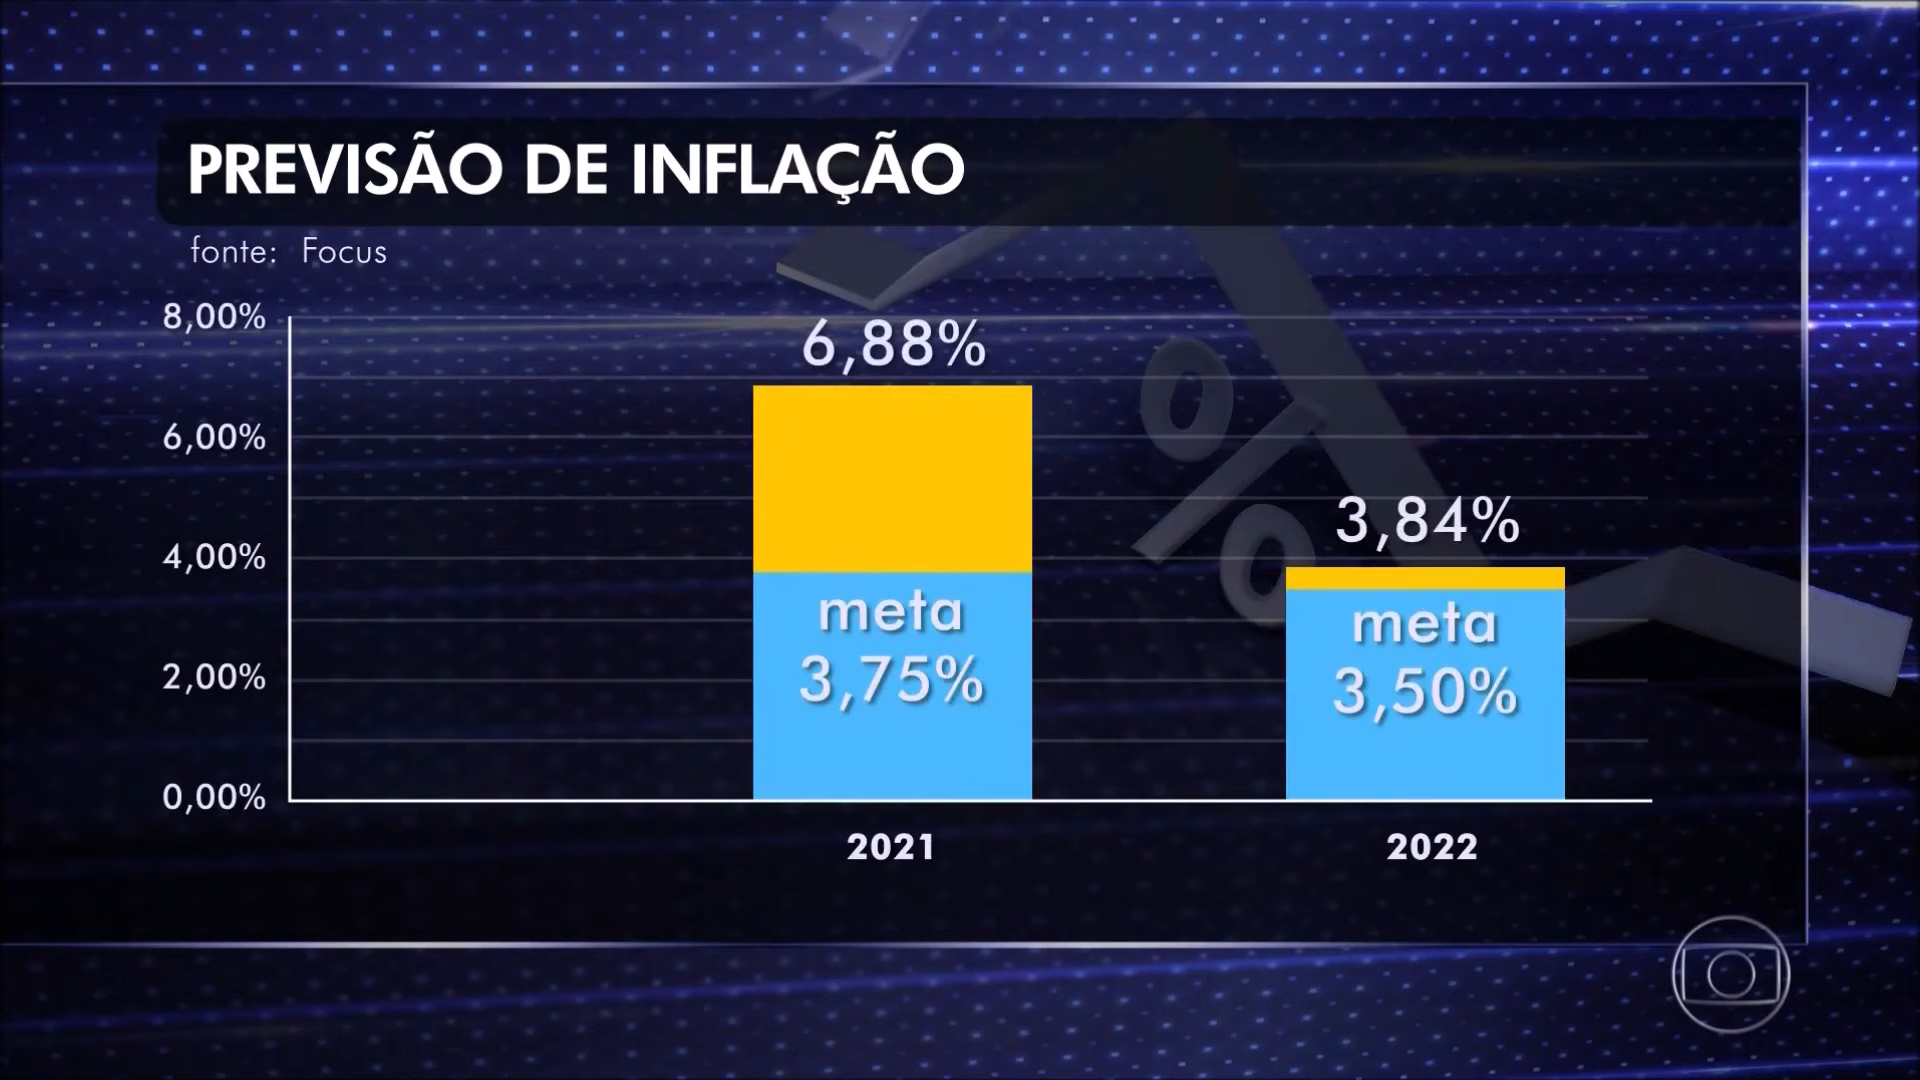 PREVISÃO DE INFLAÇÃO
fonte: Focus
8,00%
6,00%
4,00%
2,00%
0,00%
6,88%
meta
3,75%
3,84%
meta
3,50%
2021
2022